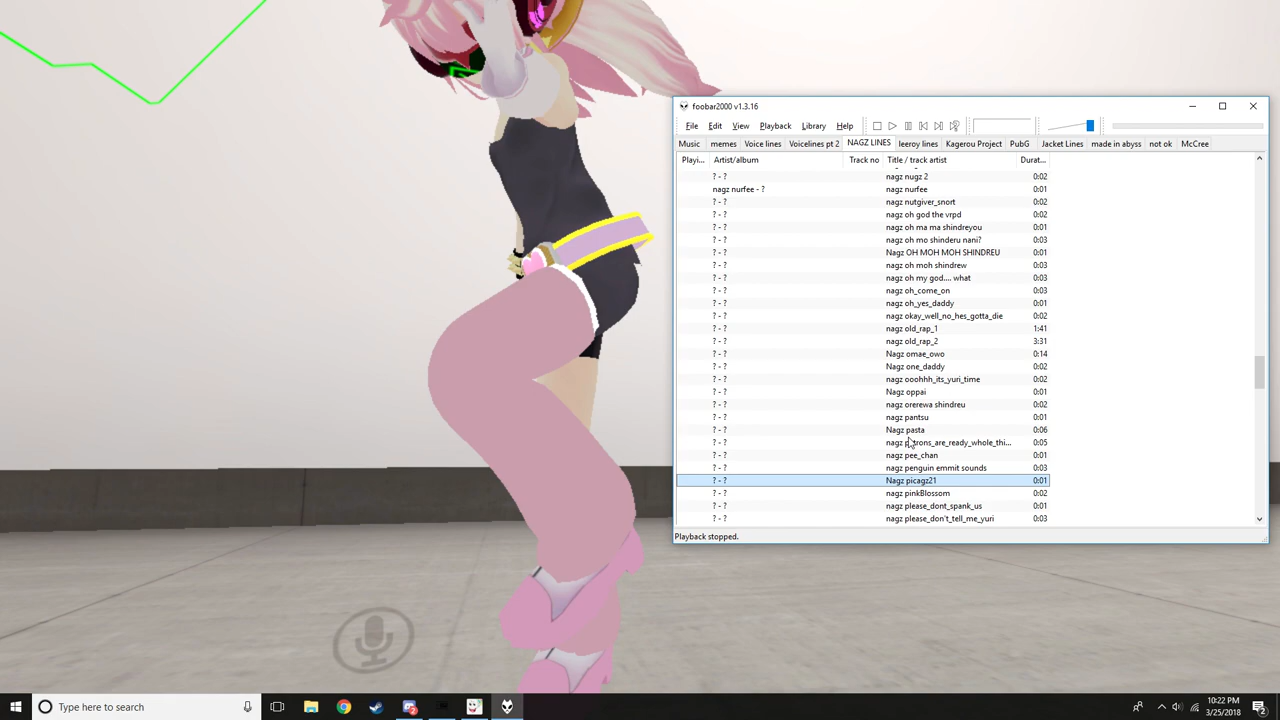 foobar2000 v1.3.16
File Edit View Playback Library Help
Music memes Voice lines Voicelines pt 2 NAGZ LINES leeroy lines Kagerou Project PubG Jacket Lines made in abyss not ok McCree
Playi... Artist/album Track no Title / track artist Durat...
? - ? nagz nugz 2 0:02
nagz nurfee - ? nagz nurfee 0:01
? - ? nagz nutgiver_snort 0:02
? - ? nagz oh god the vrpd 0:02
? - ? nagz oh ma ma shindreyou 0:01
? - ? nagz oh mo shinderu nani? 0:03
? - ? Nagz OH MOH MOH SHINDREU 0:01
? - ? nagz oh moh shindrew 0:03
? - ? nagz oh my god.... what 0:03
? - ? nagz oh_come_on 0:03
? - ? nagz oh_yes_daddy 0:01
? - ? nagz okay_well_no_hes_gotta_die 0:02
? - ? nagz old_rap_1 1:41
? - ? nagz old_rap_2 3:31
? - ? Nagz omae_owo 0:14
? - ? Nagz one_daddy 0:02
? - ? nagz ooohhh_its_yuri_time 0:02
? - ? Nagz oppai 0:01
? - ? nagz orerewa shindreu 0:02
? - ? nagz pantsu 0:01
? - ? Nagz pasta 0:06
? - ? nagz patrons_are_ready_whole_thi... 0:05
? - ? nagz pee_chan 0:01
? - ? nagz penguin emmit sounds 0:03
? - ? Nagz picagz21 0:01
? - ? nagz pinkBlossom 0:02
? - ? nagz please_dont_spank_us 0:01
? - ? nagz please_don't_tell_me_yuri 0:03
Playback stopped.
Type here to search
10:22 PM
3/25/2018
2